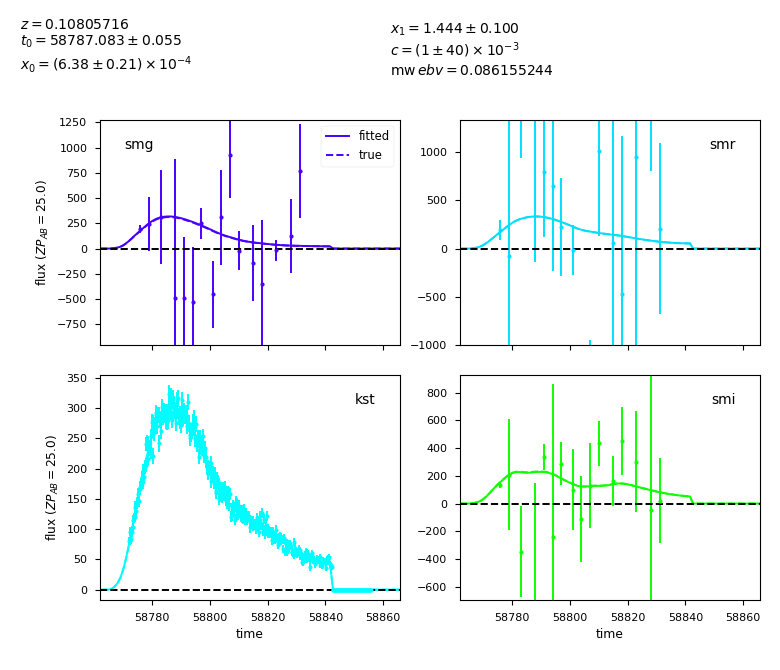 z = 0.10805716
t₀ = 58787.083 ± 0.055
x₀ = (6.38 ± 0.21) × 10⁻⁴
x₁ = 1.444 ± 0.100
c = (1 ± 40) × 10⁻³
mw ebv = 0.086155244
smg
fitted
true
1250
1000
750
500
250
0
−250
−500
−750
flux (ZP_AB = 25.0)
smr
1000
500
0
−500
−1000
kst
350
300
250
200
150
100
50
0
flux (ZP_AB = 25.0)
58780 58800 58820 58840 58860
time
smi
800
600
400
200
0
−200
−400
−600
58780 58800 58820 58840 58860
time